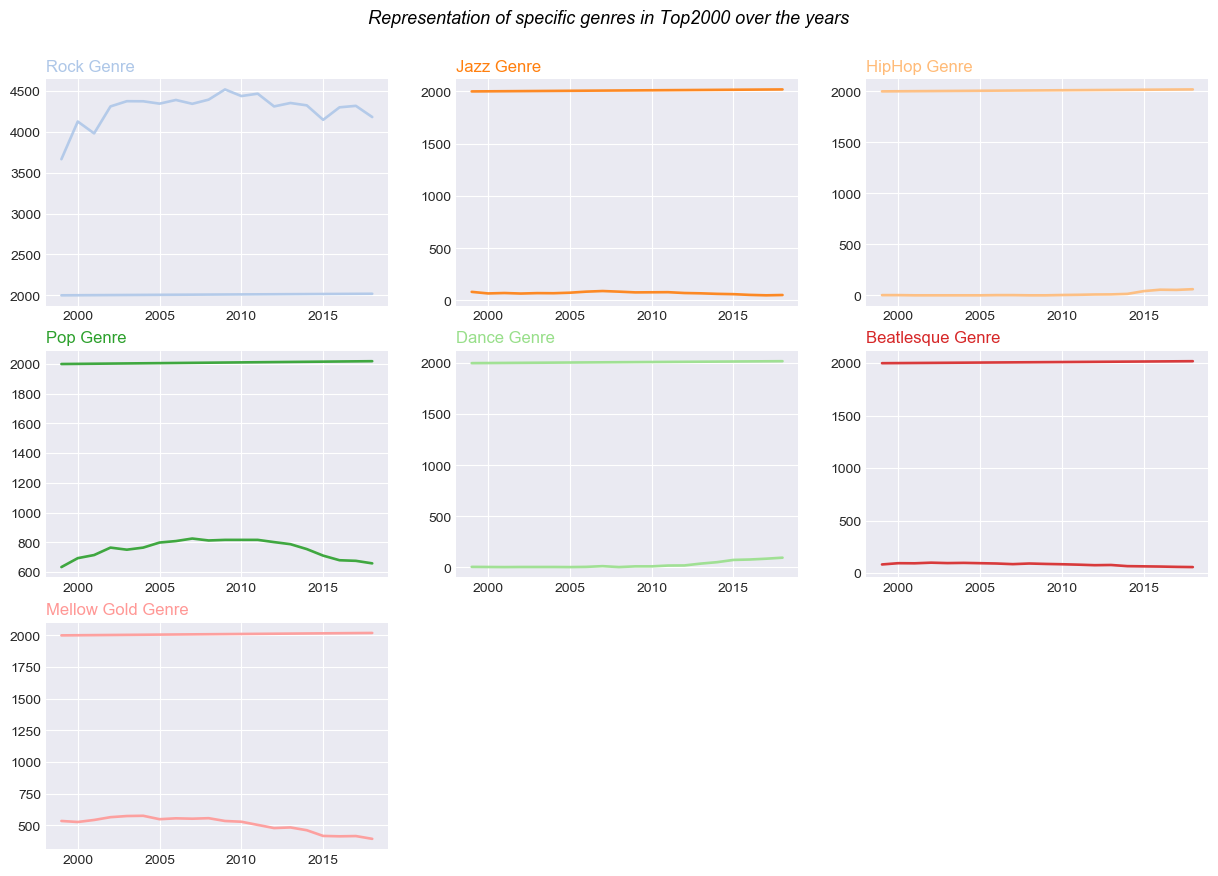 Representation of specific genres in Top2000 over the years
Rock Genre
4500
4000
3500
3000
2500
2000
2000 2005 2010 2015
Jazz Genre
2000
1500
1000
500
0
2000 2005 2010 2015
HipHop Genre
2000
1500
1000
500
0
2000 2005 2010 2015
Pop Genre
2000
1800
1600
1400
1200
1000
800
600
2000 2005 2010 2015
Dance Genre
2000
1500
1000
500
0
2000 2005 2010 2015
Beatlesque Genre
2000
1500
1000
500
0
2000 2005 2010 2015
Mellow Gold Genre
2000
1750
1500
1250
1000
750
500
2000 2005 2010 2015